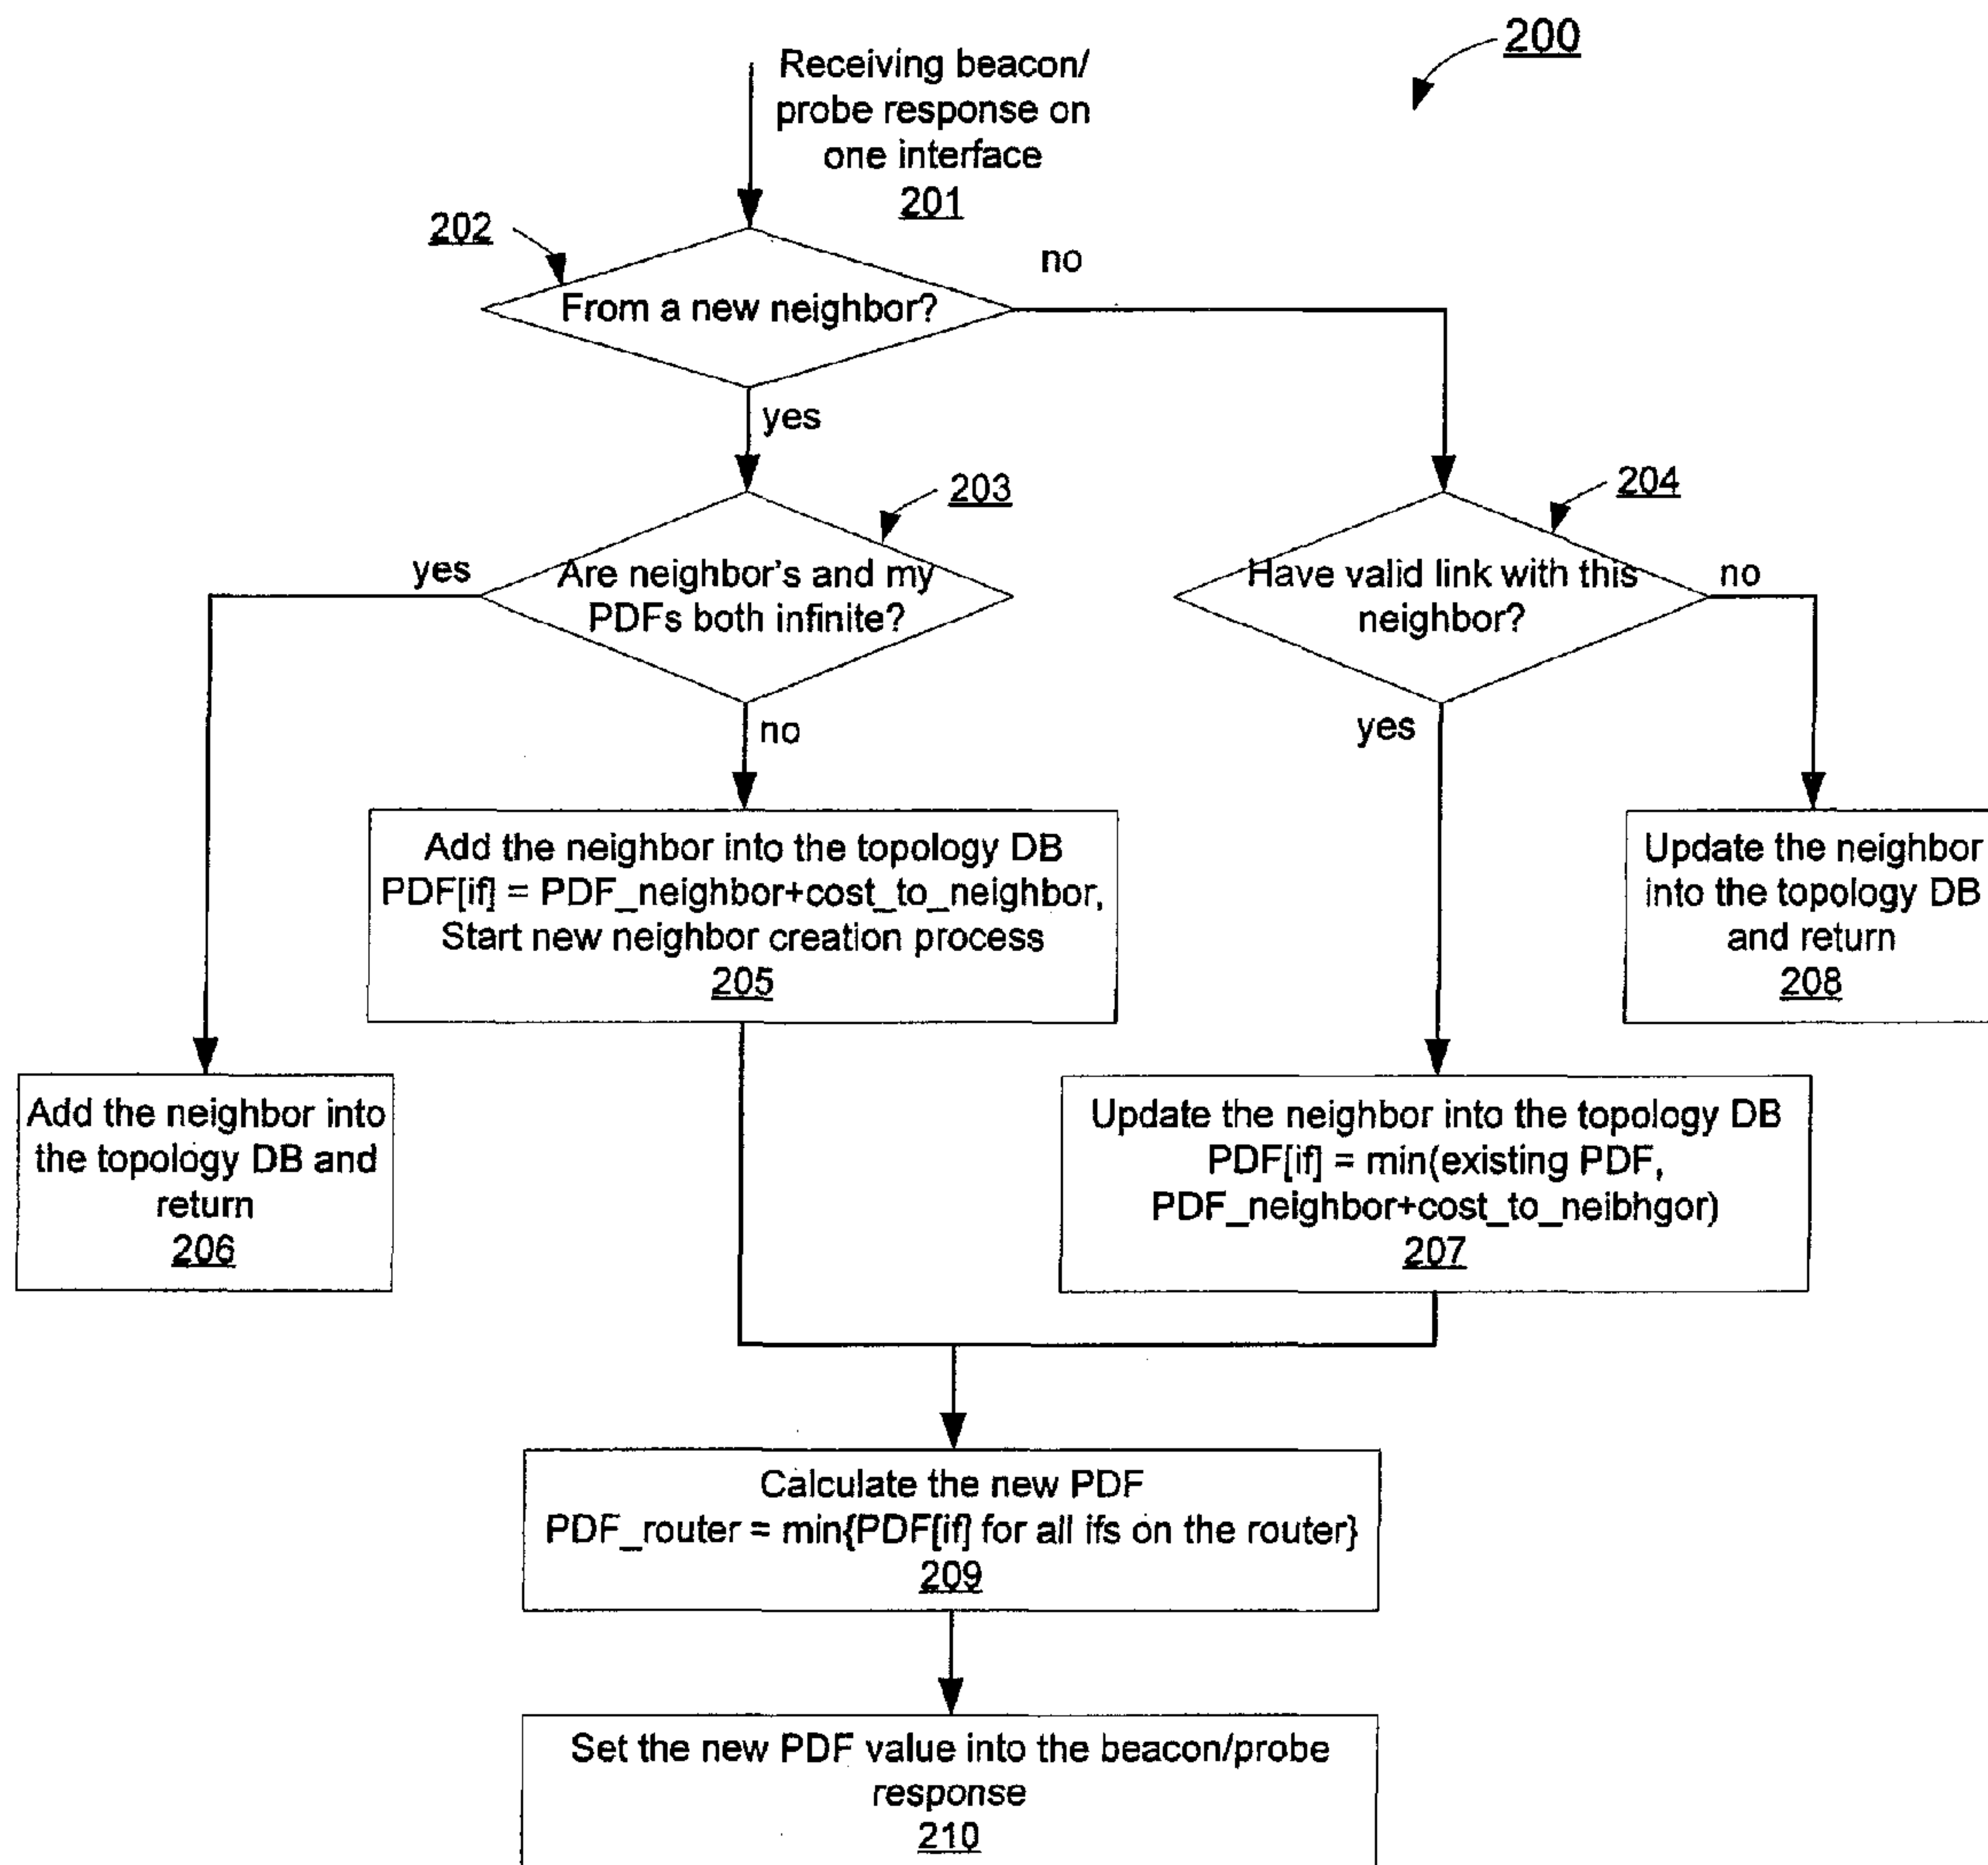 200
Receiving beacon/
probe response on
one interface
201
202
From a new neighbor?
no
yes
203
204
Are neighbor's and my
PDFs both infinite?
yes
no
Have valid link with this
neighbor?
no
yes
Add the neighbor into the topology DB
PDF[if] = PDF_neighbor+cost_to_neighbor,
Start new neighbor creation process
205
Update the neighbor
into the topology DB
and return
208
Add the neighbor into
the topology DB and
return
206
Update the neighbor into the topology DB
PDF[if] = min(existing PDF,
PDF_neighbor+cost_to_neibhgor)
207
Calculate the new PDF
PDF_router = min{PDF[if] for all ifs on the router}
209
Set the new PDF value into the beacon/probe
response
210